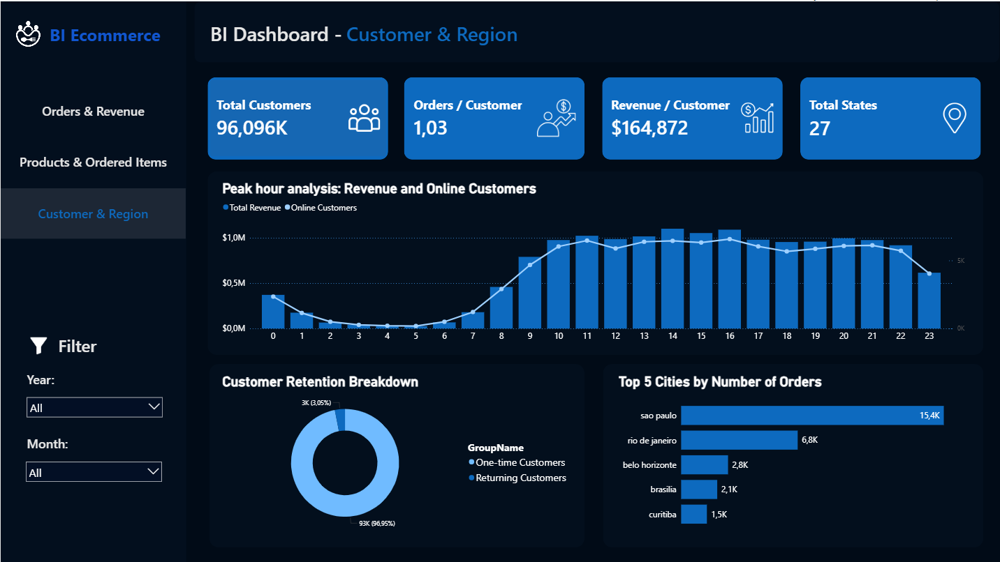 BI Ecommerce
BI Dashboard - Customer & Region
Orders & Revenue
Products & Ordered Items
Customer & Region
Filter
Year:
All
Month:
All
Total Customers
96,096K
Orders / Customer
1,03
Revenue / Customer
$164,872
Total States
27
Peak hour analysis: Revenue and Online Customers
Total Revenue Online Customers
$1,0M
$0,5M
$0,0M
5K
0K
0 1 2 3 4 5 6 7 8 9 10 11 12 13 14 15 16 17 18 19 20 21 22 23
Customer Retention Breakdown
3K (3,05%)
93K (96,95%)
GroupName
One-time Customers
Returning Customers
Top 5 Cities by Number of Orders
sao paulo 15,4K
rio de janeiro 6,8K
belo horizonte 2,8K
brasilia 2,1K
curitiba 1,5K